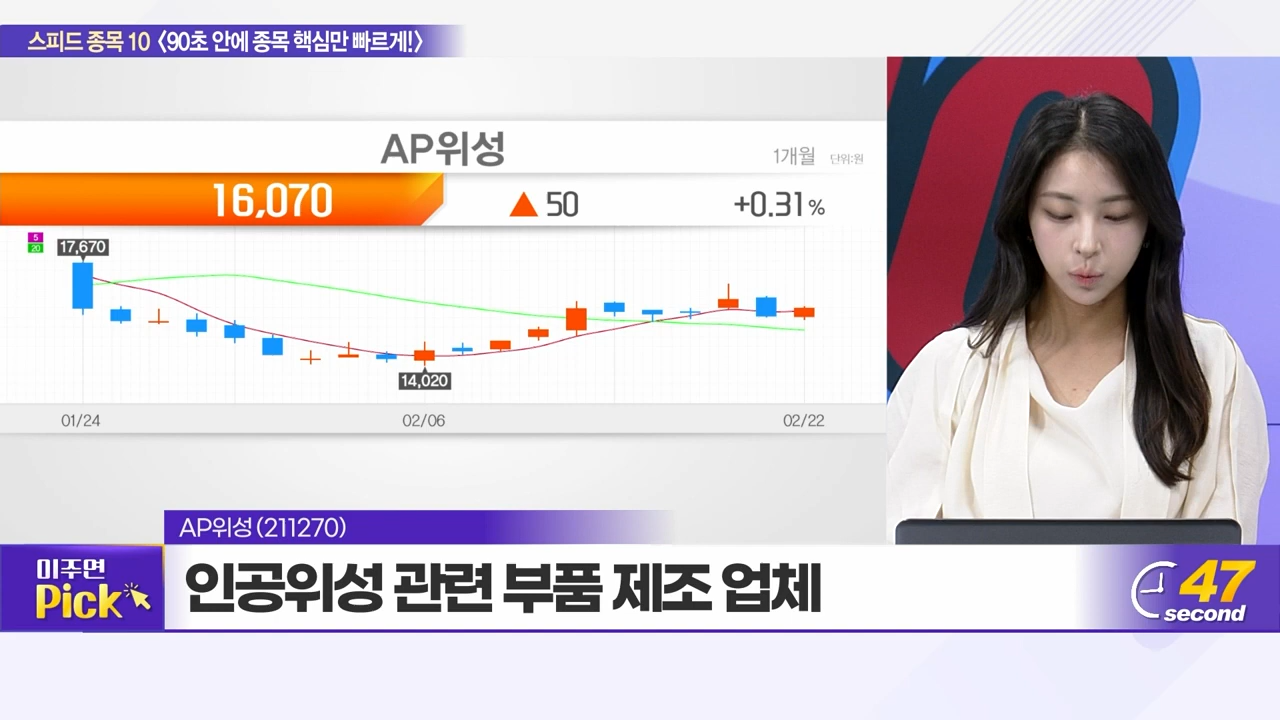 스피드 종목 10 <90초 안에 종목 핵심만 빠르게!>
AP위성
1개월 단위:원
16,070 ▲ 50 +0.31%
5
20
17,670
14,020
01/24 02/06 02/22
AP위성(211270)
미주면
Pick
인공위성 관련 부품 제조 업체
47
second